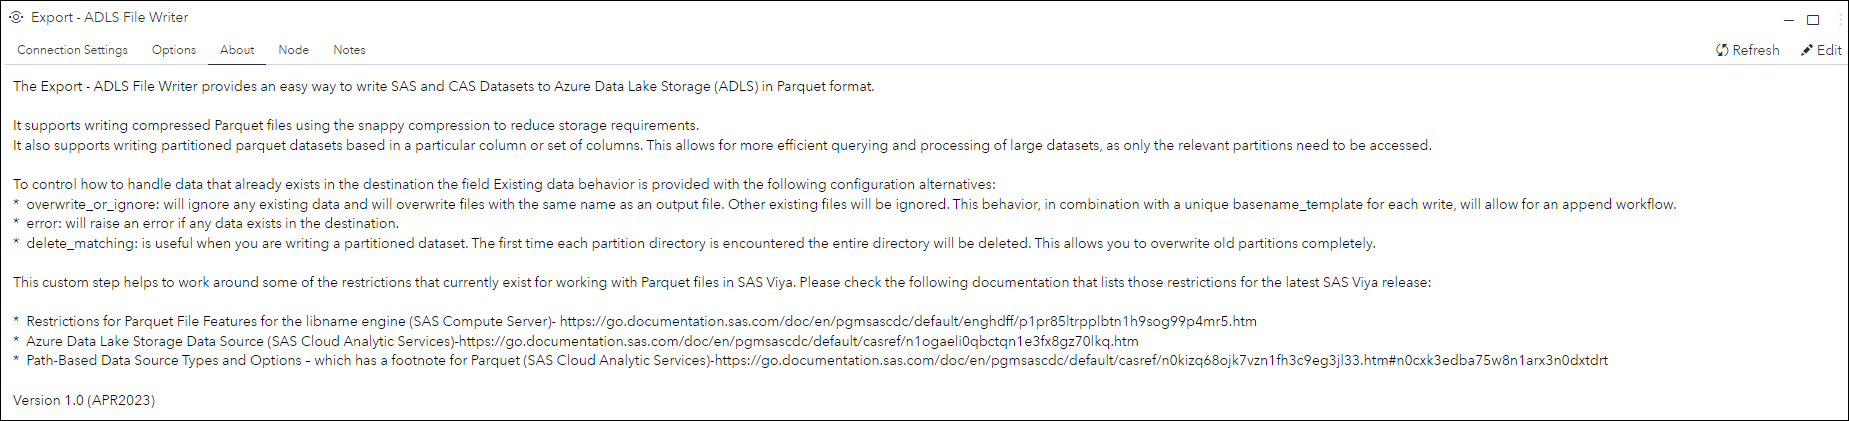 Export - ADLS File Writer
Connection Settings Options About Node Notes
Refresh Edit
The Export - ADLS File Writer provides an easy way to write SAS and CAS Datasets to Azure Data Lake Storage (ADLS) in Parquet format.
It supports writing compressed Parquet files using the snappy compression to reduce storage requirements.
It also supports writing partitioned parquet datasets based in a particular column or set of columns. This allows for more efficient querying and processing of large datasets, as only the relevant partitions need to be accessed.
To control how to handle data that already exists in the destination the field Existing data behavior is provided with the following configuration alternatives:
* overwrite_or_ignore: will ignore any existing data and will overwrite files with the same name as an output file. Other existing files will be ignored. This behavior, in combination with a unique basename_template for each write, will allow for an append workflow.
* error: will raise an error if any data exists in the destination.
* delete_matching: is useful when you are writing a partitioned dataset. The first time each partition directory is encountered the entire directory will be deleted. This allows you to overwrite old partitions completely.
This custom step helps to work around some of the restrictions that currently exist for working with Parquet files in SAS Viya. Please check the following documentation that lists those restrictions for the latest SAS Viya release:
* Restrictions for Parquet File Features for the libname engine (SAS Compute Server)- https://go.documentation.sas.com/doc/en/pgmsascdc/default/enghdff/p1pr85ltrpplbtn1h9sog99p4mr5.htm
* Azure Data Lake Storage Data Source (SAS Cloud Analytic Services)-https://go.documentation.sas.com/doc/en/pgmsascdc/default/casref/n1ogaeli0qbctqn1e3fx8gz70lkq.htm
* Path-Based Data Source Types and Options – which has a footnote for Parquet (SAS Cloud Analytic Services)-https://go.documentation.sas.com/doc/en/pgmsascdc/default/casref/n0kizq68ojk7vzn1fh3c9eg3jl33.htm#n0cxk3edba75w8n1arx3n0dxtdrt
Version 1.0 (APR2023)